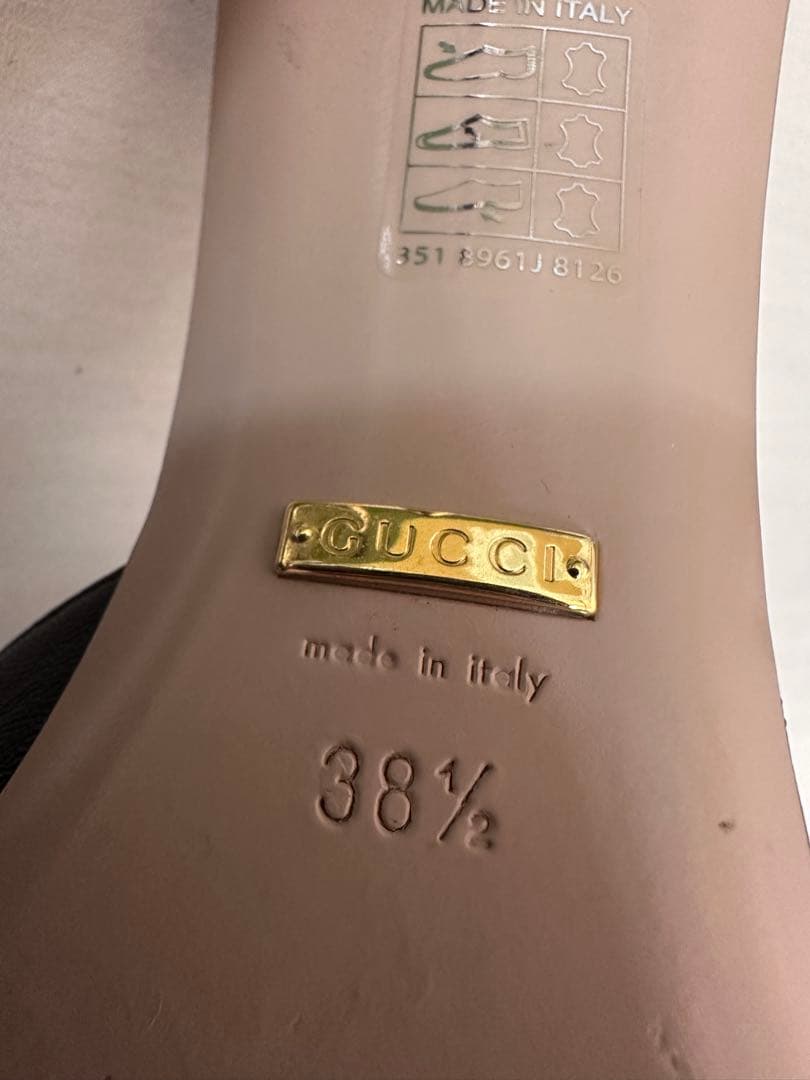 MADE IN ITALY
351 8961J 8126
GUCCI
made in italy
38½